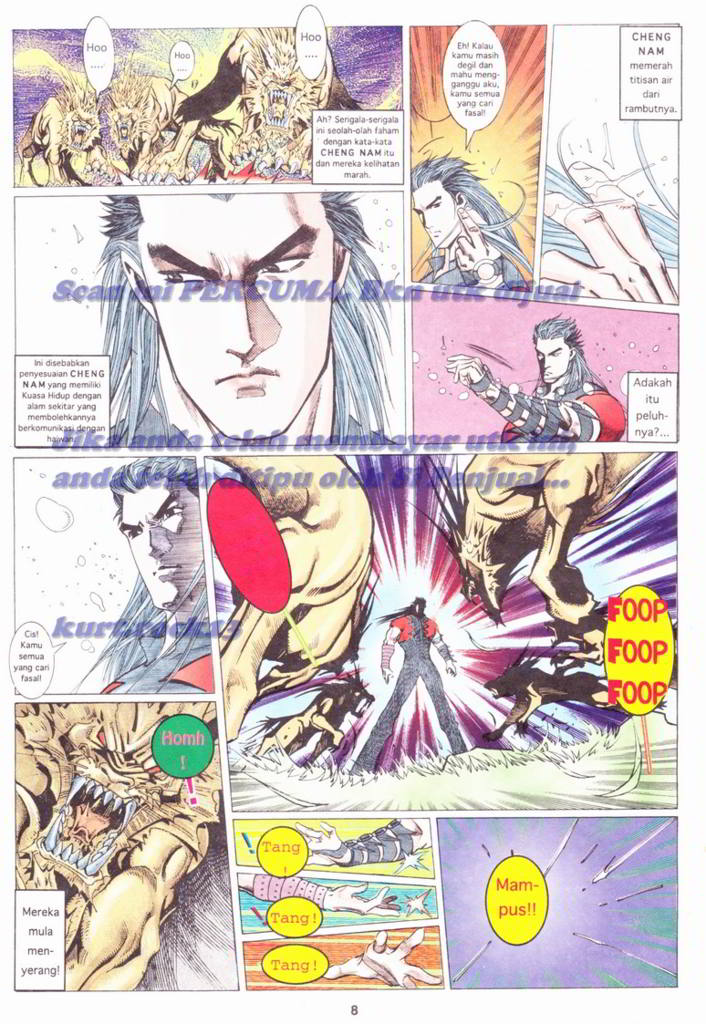 Hoo
....
Hoo
....
Hoo
....
Ah? Serigala-serigala
ini seolah-olah faham
dengan kata-kata
CHENG NAM itu
dan mereka kelihatan
marah.
Eh! Kalau
kamu masih
degil dan
mahu meng-
ganggu aku,
kamu semua
yang cari
fasal!
CHENG
NAM
memerah
titisan air
dari
rambutnya.
Scan ini PERCUMA. Bkn utk dijual
Ini disebabkan
penyesuaian CHENG
NAM yang memiliki
Kuasa Hidup dengan
alam sekitar yang
membolehkannya
berkomunikasi dengan
haiwan.
Adakah
itu
peluh-
nya?...
Jika anda telah membayar utk ini,
anda telah ditipu oleh Si Penjual...
Cis!
Kamu
semua
yang cari
fasal!
FOOP
FOOP
FOOP
Homh
!
!
Mereka
mula
men-
yerang!
!
Tang
!
!
Tang!
Tang!
Mam-
pus!!
8